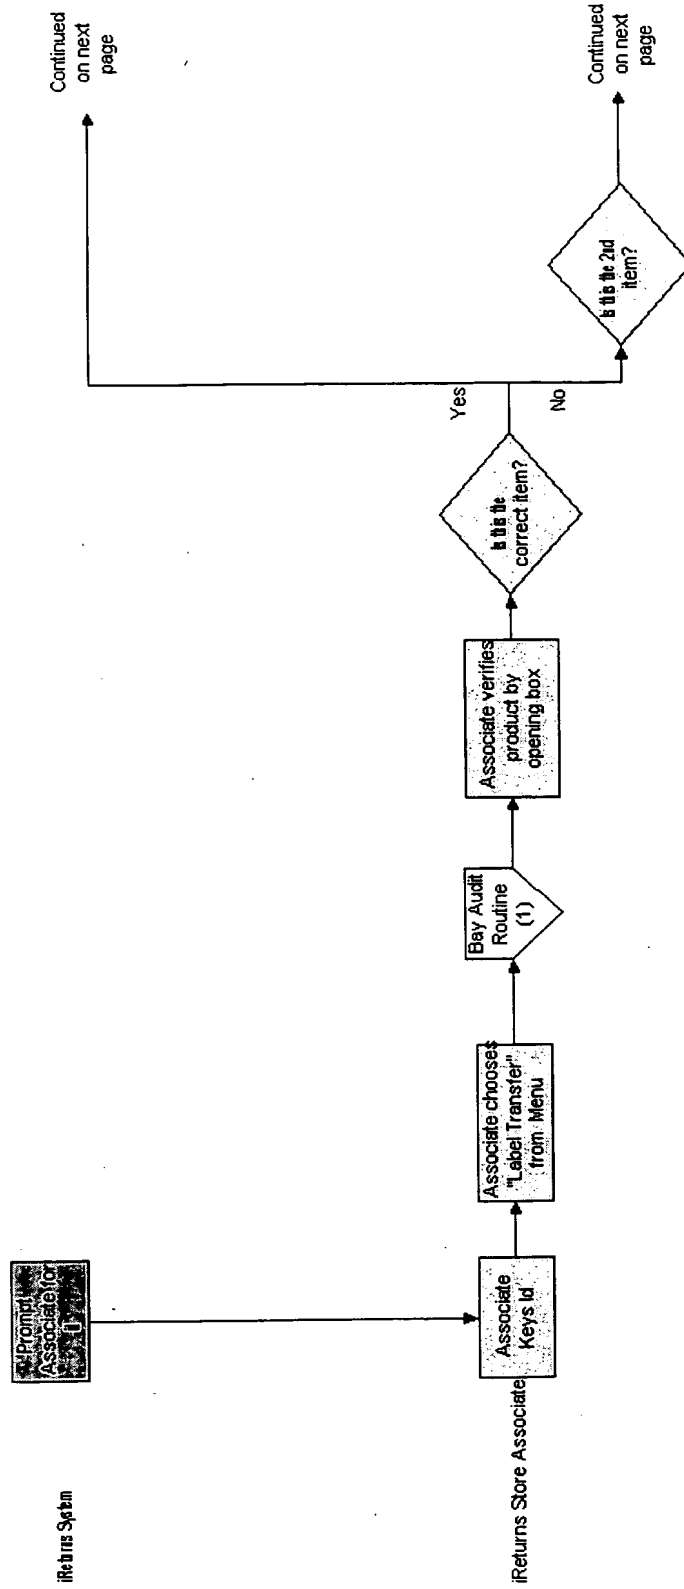 iReturns System
Prompt
Associate for
iReturns Store Associate
Associate
Keys Id
Associate chooses
"Label Transfer"
from Menu
Bay Audit
Routine
(1)
Associate verifies
product by
opening box
Is this the
correct item?
Yes
No
Is this the 2nd
item?
Continued
on next
page
Continued
on next
page